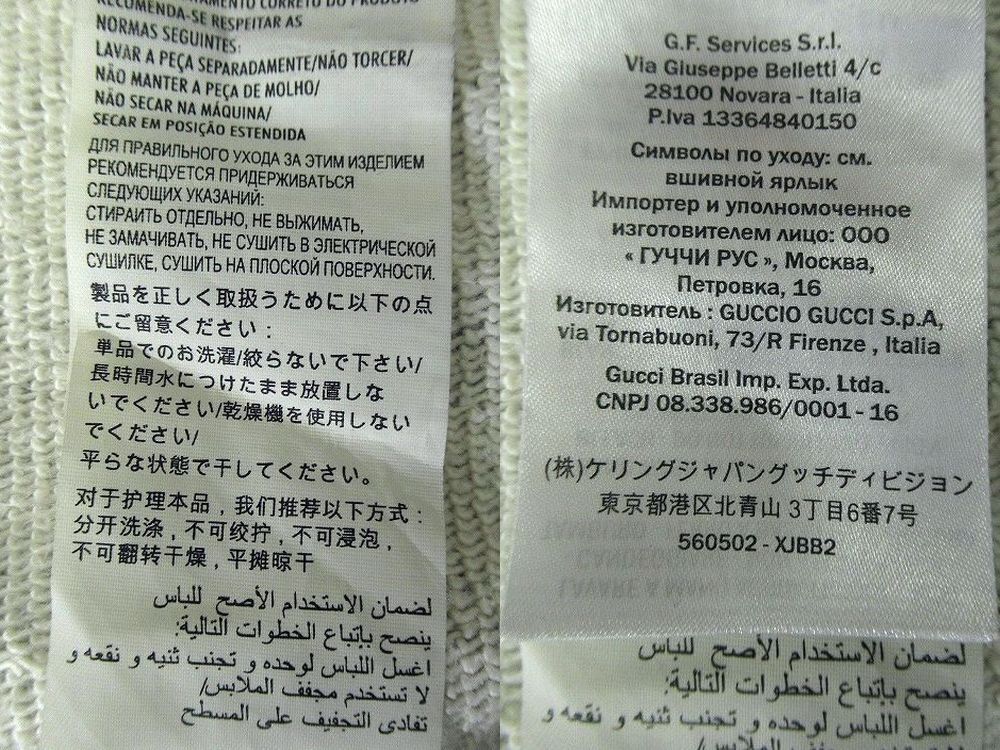 RECOMENDA-SE RESPEITAR AS
NORMAS SEGUINTES:
LAVAR A PEÇA SEPARADAMENTE/NÃO TORCER/
NÃO MANTER A PEÇA DE MOLHO/
NÃO SECAR NA MÁQUINA/
SECAR EM POSIÇÃO ESTENDIDA
ДЛЯ ПРАВИЛЬНОГО УХОДА ЗА ЭТИМ ИЗДЕЛИЕМ
РЕКОМЕНДУЕТСЯ ПРИДЕРЖИВАТЬСЯ
СЛЕДУЮЩИХ УКАЗАНИЙ:
СТИРАИТЬ ОТДЕЛЬНО, НЕ ВЫЖИМАТЬ,
НЕ ЗАМАЧИВАТЬ, НЕ СУШИТЬ В ЭЛЕКТРИЧЕСКОЙ
СУШИЛКЕ, СУШИТЬ НА ПЛОСКОЙ ПОВЕРХНОСТИ.
製品を正しく取扱うために以下の点
にご留意ください：
単品でのお洗濯/絞らないで下さい/
長時間水につけたまま放置しな
いでください/乾燥機を使用しない
でください/
平らな状態で干してください。
对于护理本品，我们推荐以下方式：
分开洗涤，不可绞拧，不可浸泡，
不可翻转干燥，平摊晾干
لضمان الاستخدام الأصح للباس
ينصح بإتباع الخطوات التالية:
اغسل اللباس لوحده و تجنب ثنيه و نقعه و
لا تستخدم مجفف الملابس/
تفادى التجفيف على المسطح
G.F. Services S.r.l.
Via Giuseppe Belletti 4/c
28100 Novara - Italia
P.Iva 13364840150
Символы по уходу: см.
вшивной ярлык
Импортер и уполномоченное
изготовителем лицо: ООО
« ГУЧЧИ РУС », Москва,
Петровка, 16
Изготовитель : GUCCIO GUCCI S.p.A,
via Tornabuoni, 73/R Firenze , Italia
Gucci Brasil Imp. Exp. Ltda.
CNPJ 08.338.986/0001 - 16
(株)ケリングジャパングッチディビジョン
東京都港区北青山 3丁目6番7号
560502 - XJBB2
لضمان الاستخدام الأصح للباس
ينصح بإتباع الخطوات التالية:
اغسل اللباس لوحده و تجنب ثنيه و نقعه و